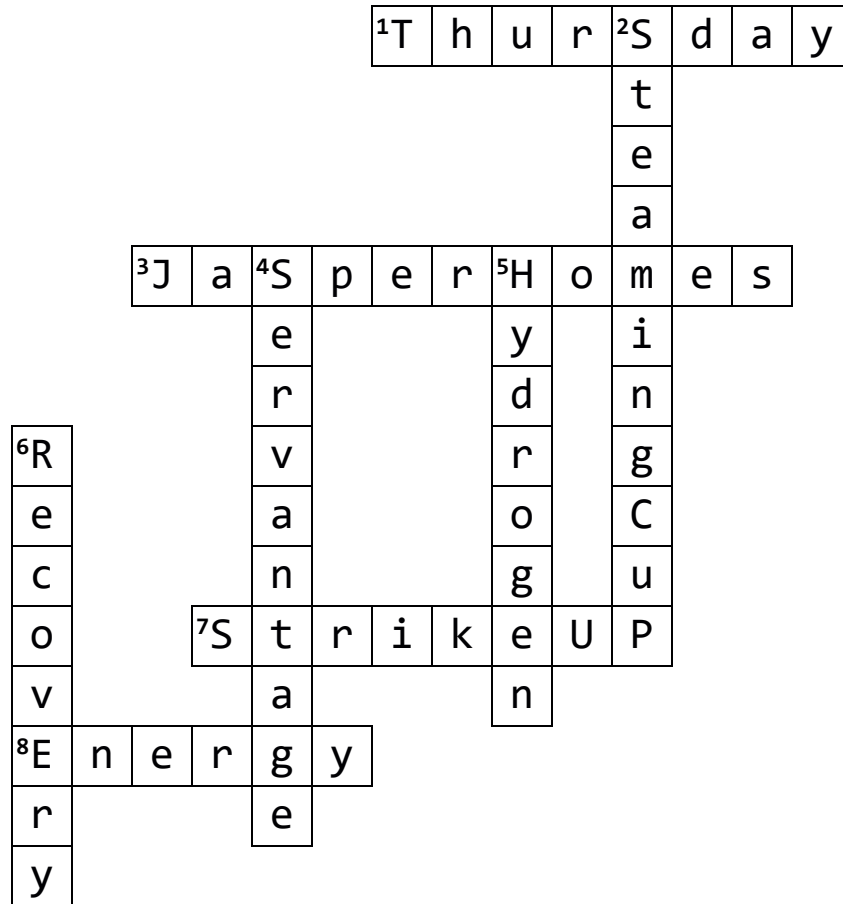 ¹T h u r ²S d a y
t
e
a
³J a ⁴S p e r ⁵H o m e s
e y i
r d n
⁶R v r g
e a o C
c n g u
o ⁷S t r i k e U P
v a n
⁸E n e r g y
r e
y